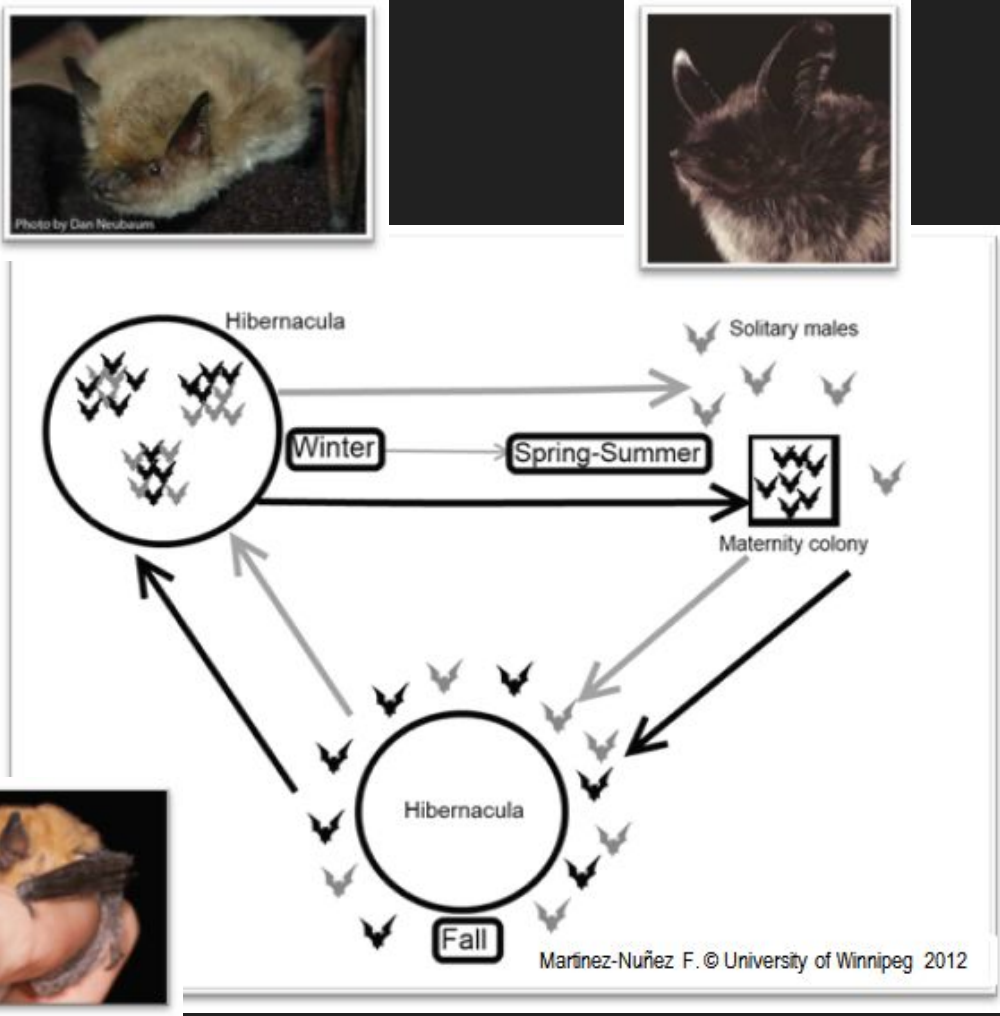 Photo by Dan Neubaum
Hibernacula
Solitary males
Winter
Spring-Summer
Maternity colony
Hibernacula
Fall
Martinez-Nuñez F. © University of Winnipeg 2012